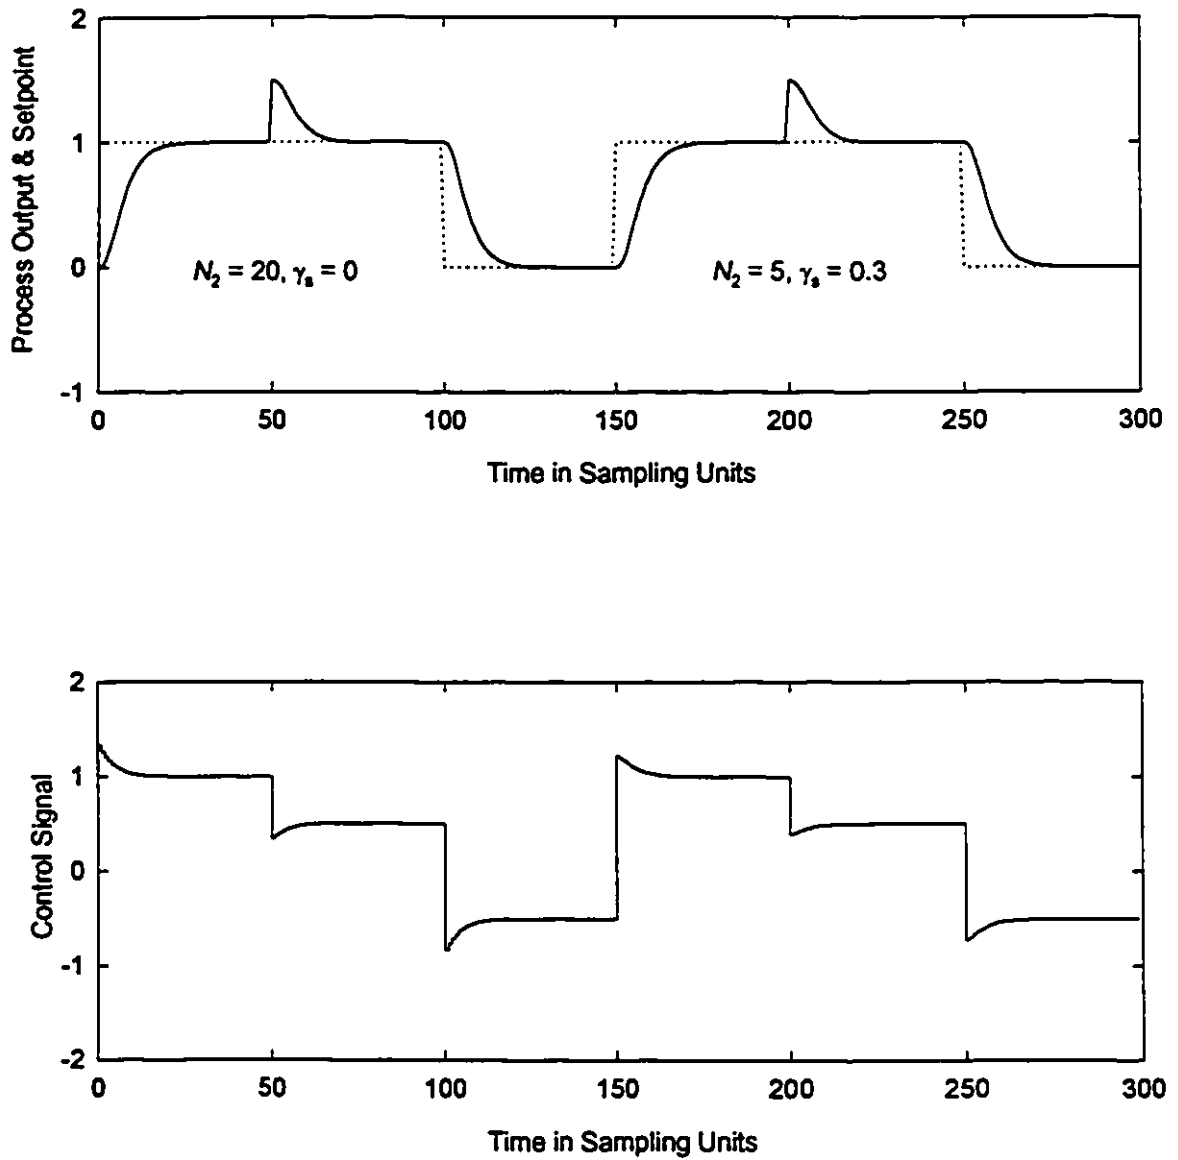 Process Output & Setpoint
2
1
0
-1
N₂ = 20, γₛ = 0
N₂ = 5, γₛ = 0.3
0 50 100 150 200 250 300
Time in Sampling Units
Control Signal
2
1
0
-1
-2
0 50 100 150 200 250 300
Time in Sampling Units